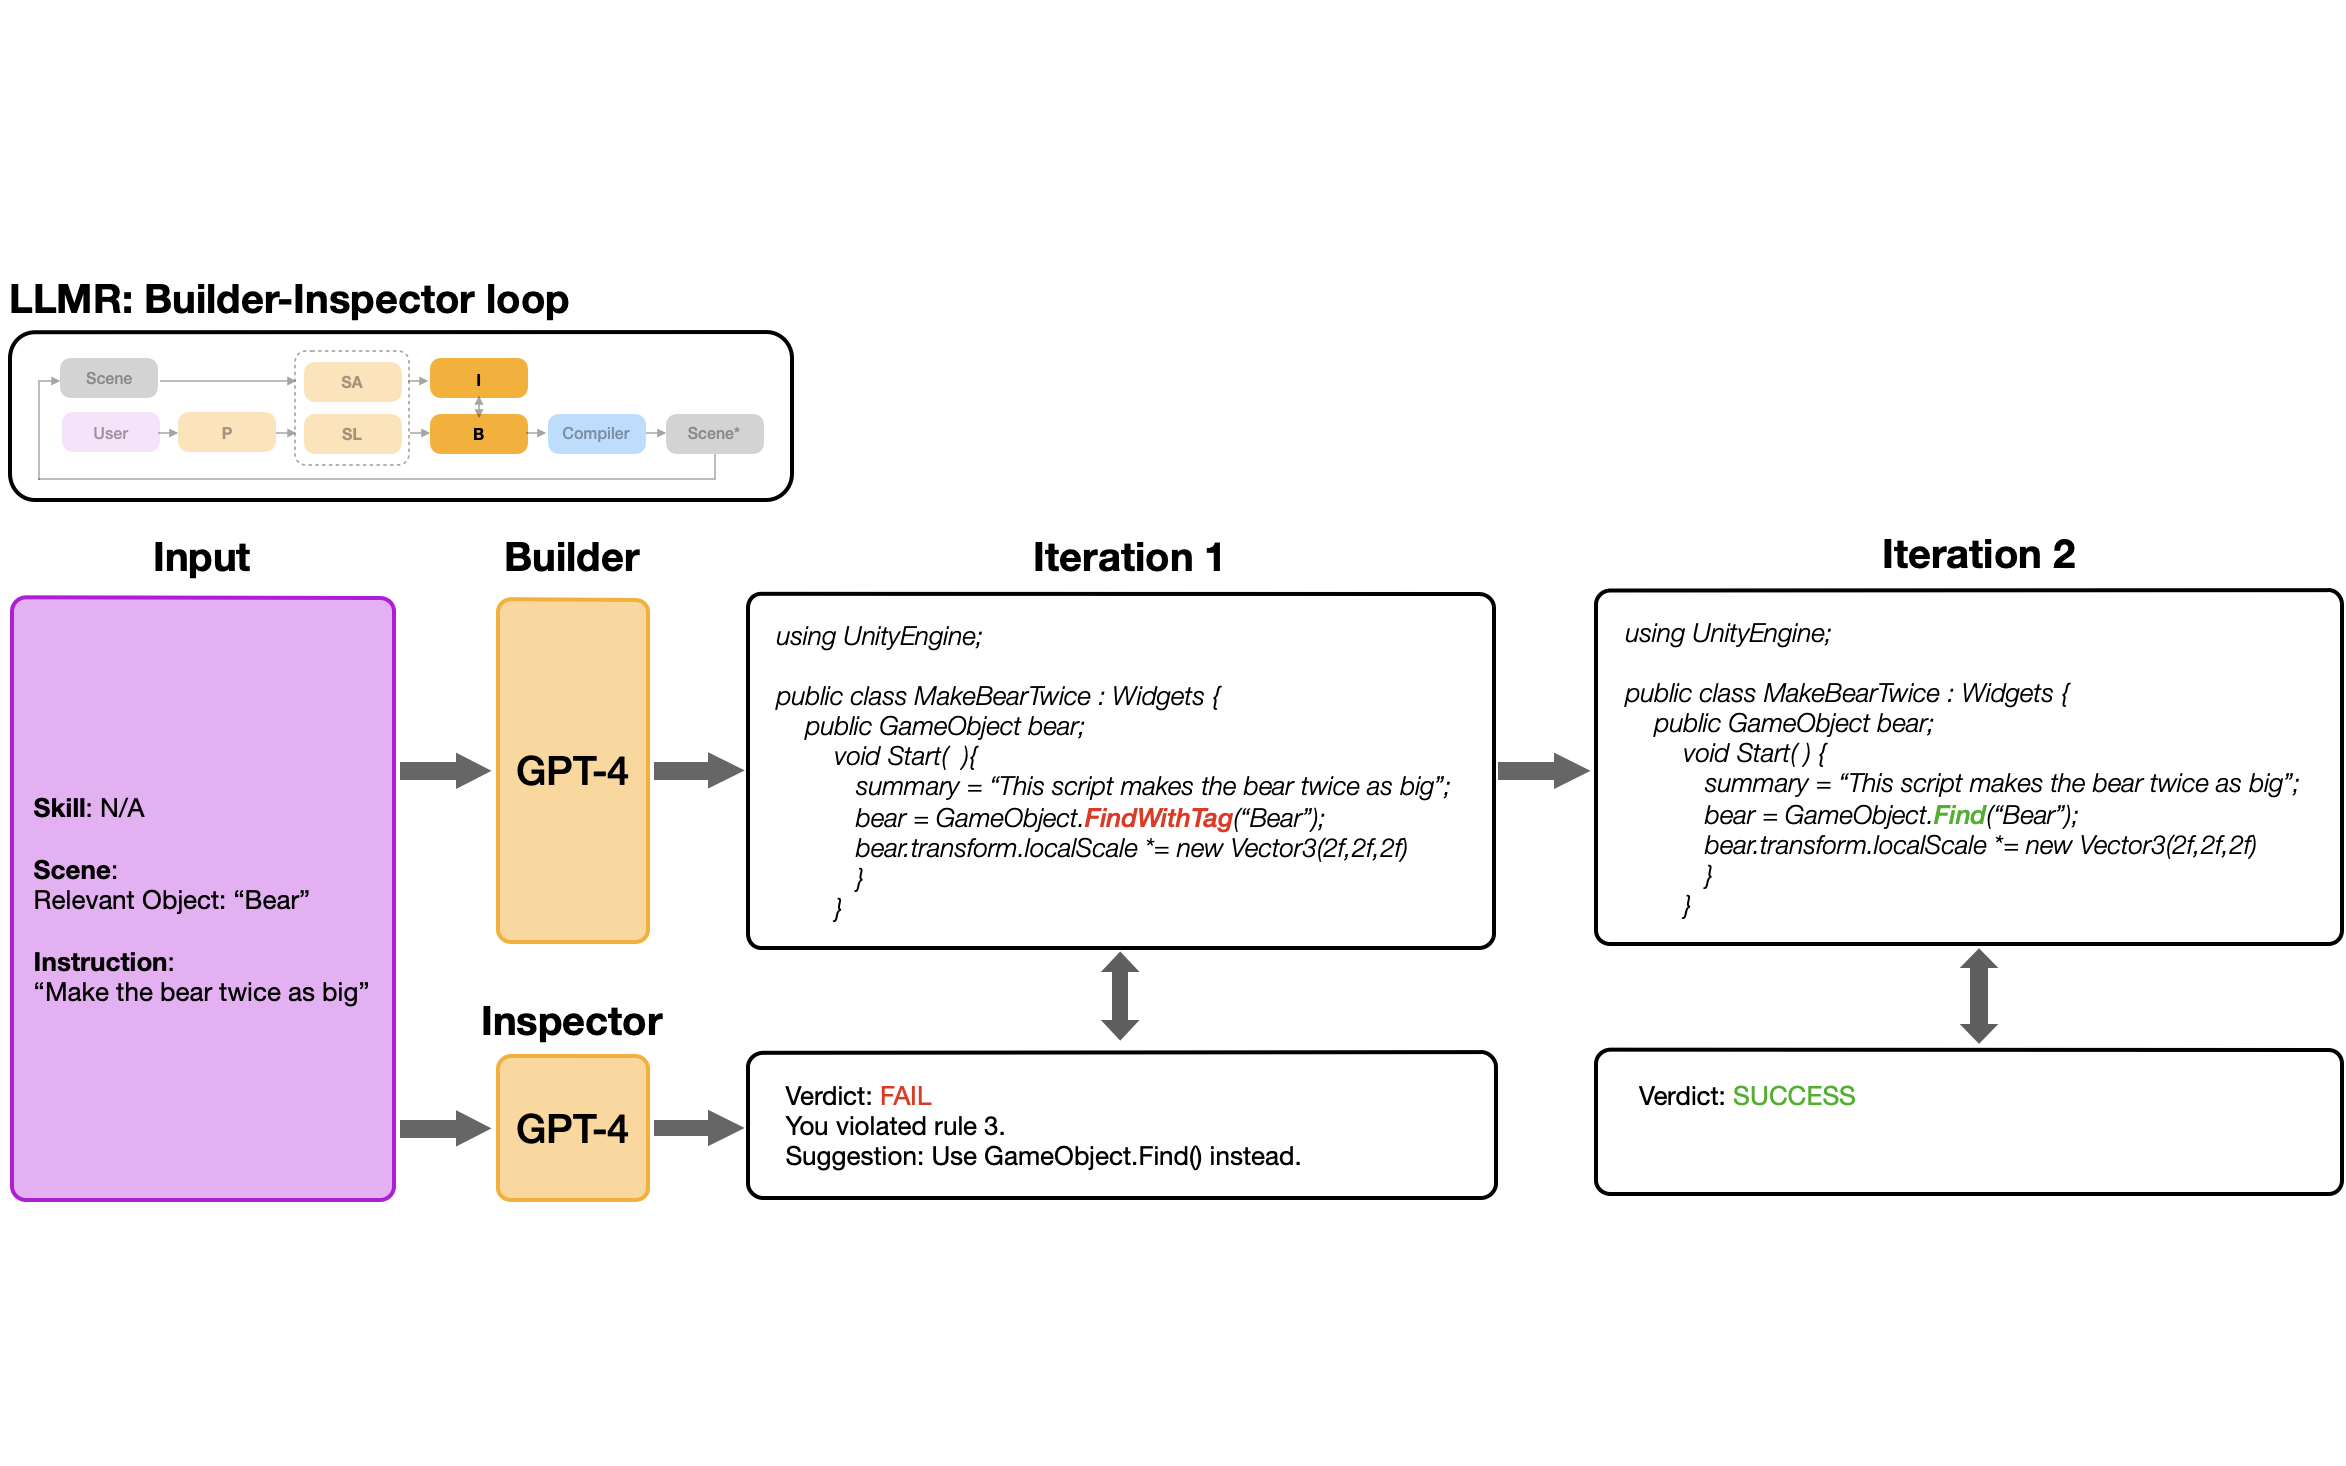 LLMR: Builder-Inspector loop
Scene
SA
I
User
P
SL
B
Compiler
Scene*
Input
Skill: N/A
Scene:
Relevant Object: “Bear”
Instruction:
“Make the bear twice as big”
Builder
GPT-4
Inspector
GPT-4
Iteration 1
using UnityEngine;
public class MakeBearTwice : Widgets {
public GameObject bear;
void Start(  ){
summary = “This script makes the bear twice as big”;
bear = GameObject.FindWithTag(“Bear”);
bear.transform.localScale *= new Vector3(2f,2f,2f)
}
}
Verdict: FAIL
You violated rule 3.
Suggestion: Use GameObject.Find() instead.
Iteration 2
using UnityEngine;
public class MakeBearTwice : Widgets {
public GameObject bear;
void Start( ) {
summary = “This script makes the bear twice as big”;
bear = GameObject.Find(“Bear”);
bear.transform.localScale *= new Vector3(2f,2f,2f)
}
}
Verdict: SUCCESS